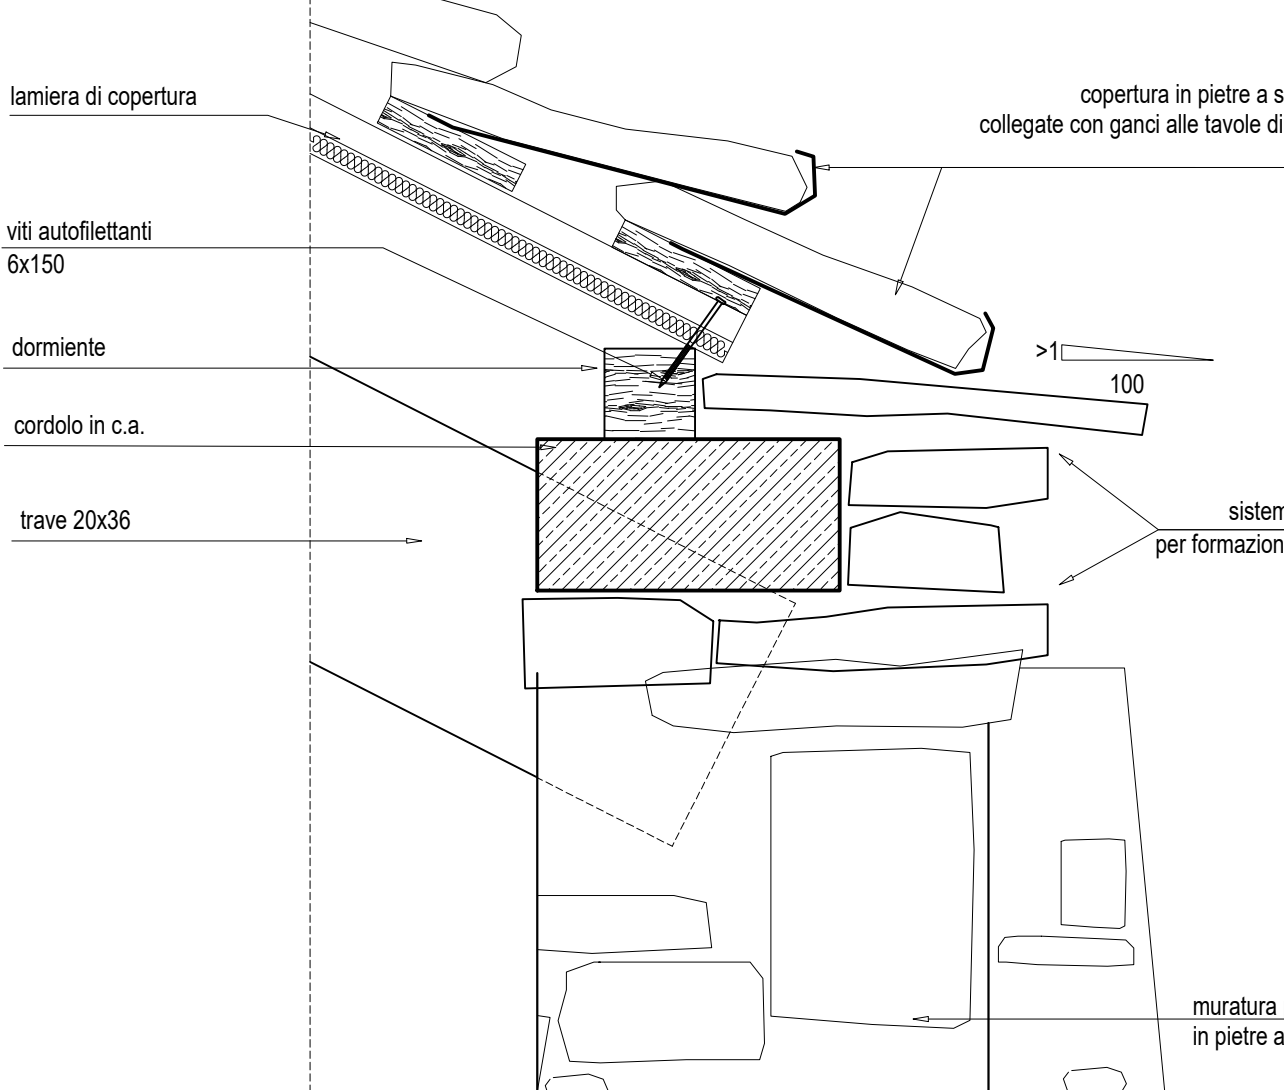 lamiera di copertura
viti autofilettanti
6x150
dormiente
cordolo in c.a.
trave 20x36
copertura in pietre a s
collegate con ganci alle tavole di
>1
100
sistem
per formazion
muratura
in pietre a